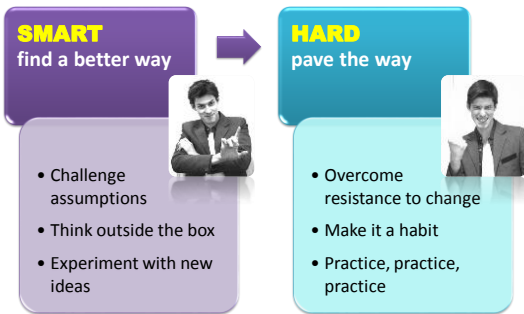 SMART
find a better way
• Challenge
assumptions
• Think outside the box
• Experiment with new
ideas
HARD
pave the way
• Overcome
resistance to change
• Make it a habit
• Practice, practice,
practice